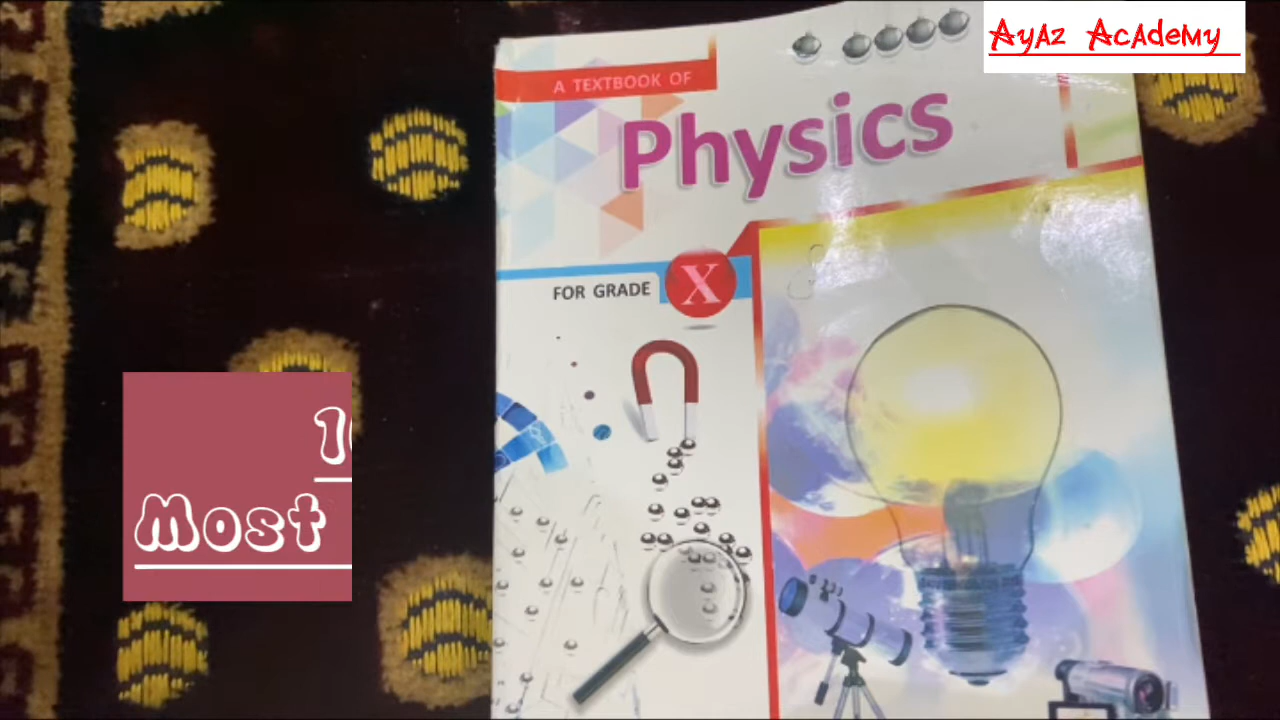 Ayaz Academy
A TEXTBOOK OF
Physics
FOR GRADE X
Most